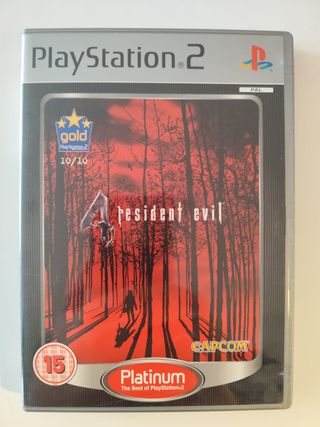 PlayStation®2
PAL
gold
PlayStation 2
10/10
4 resident evil
CAPCOM
15
Platinum
The Best of PlayStation®2